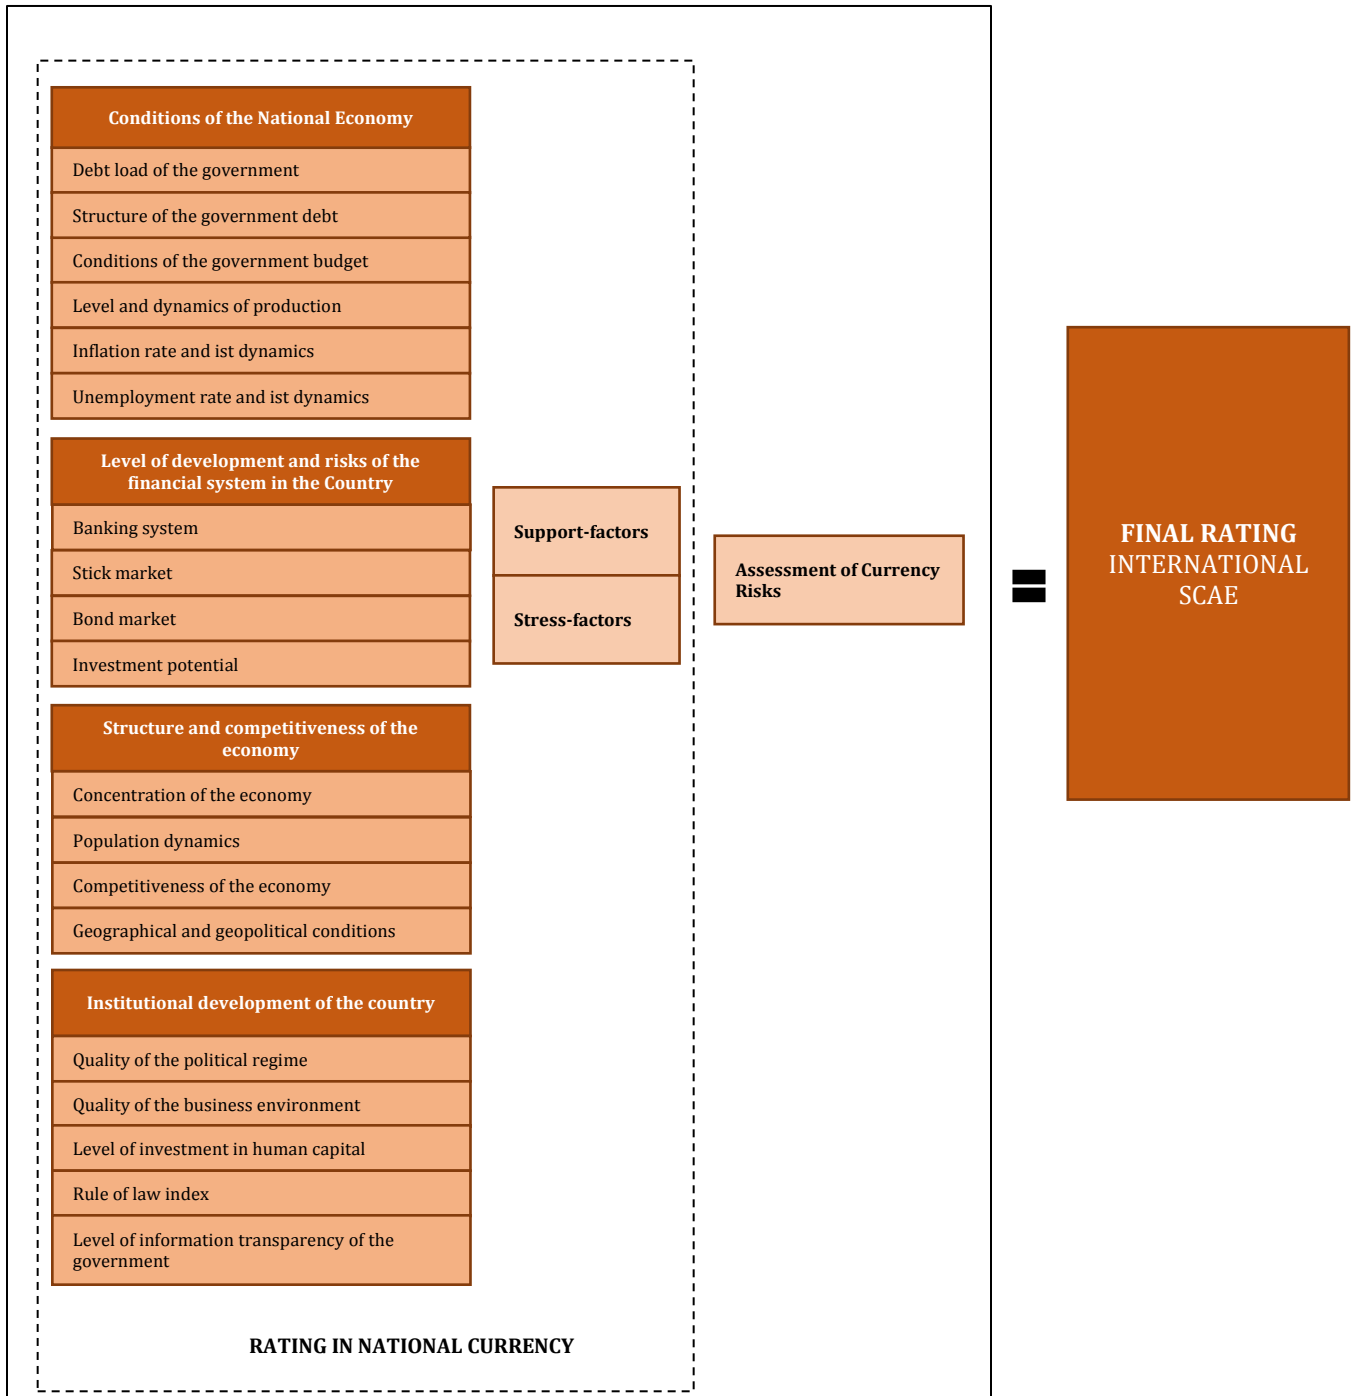 Conditions of the National Economy
Debt load of the government
Structure of the government debt
Conditions of the government budget
Level and dynamics of production
Inflation rate and ist dynamics
Unemployment rate and ist dynamics
Level of development and risks of the
financial system in the Country
Banking system
Stick market
Bond market
Investment potential
Structure and competitiveness of the
economy
Concentration of the economy
Population dynamics
Competitiveness of the economy
Geographical and geopolitical conditions
Institutional development of the country
Quality of the political regime
Quality of the business environment
Level of investment in human capital
Rule of law index
Level of information transparency of the
government
RATING IN NATIONAL CURRENCY
Support-factors
Stress-factors
Assessment of Currency
Risks
=
FINAL RATING
INTERNATIONAL
SCAE